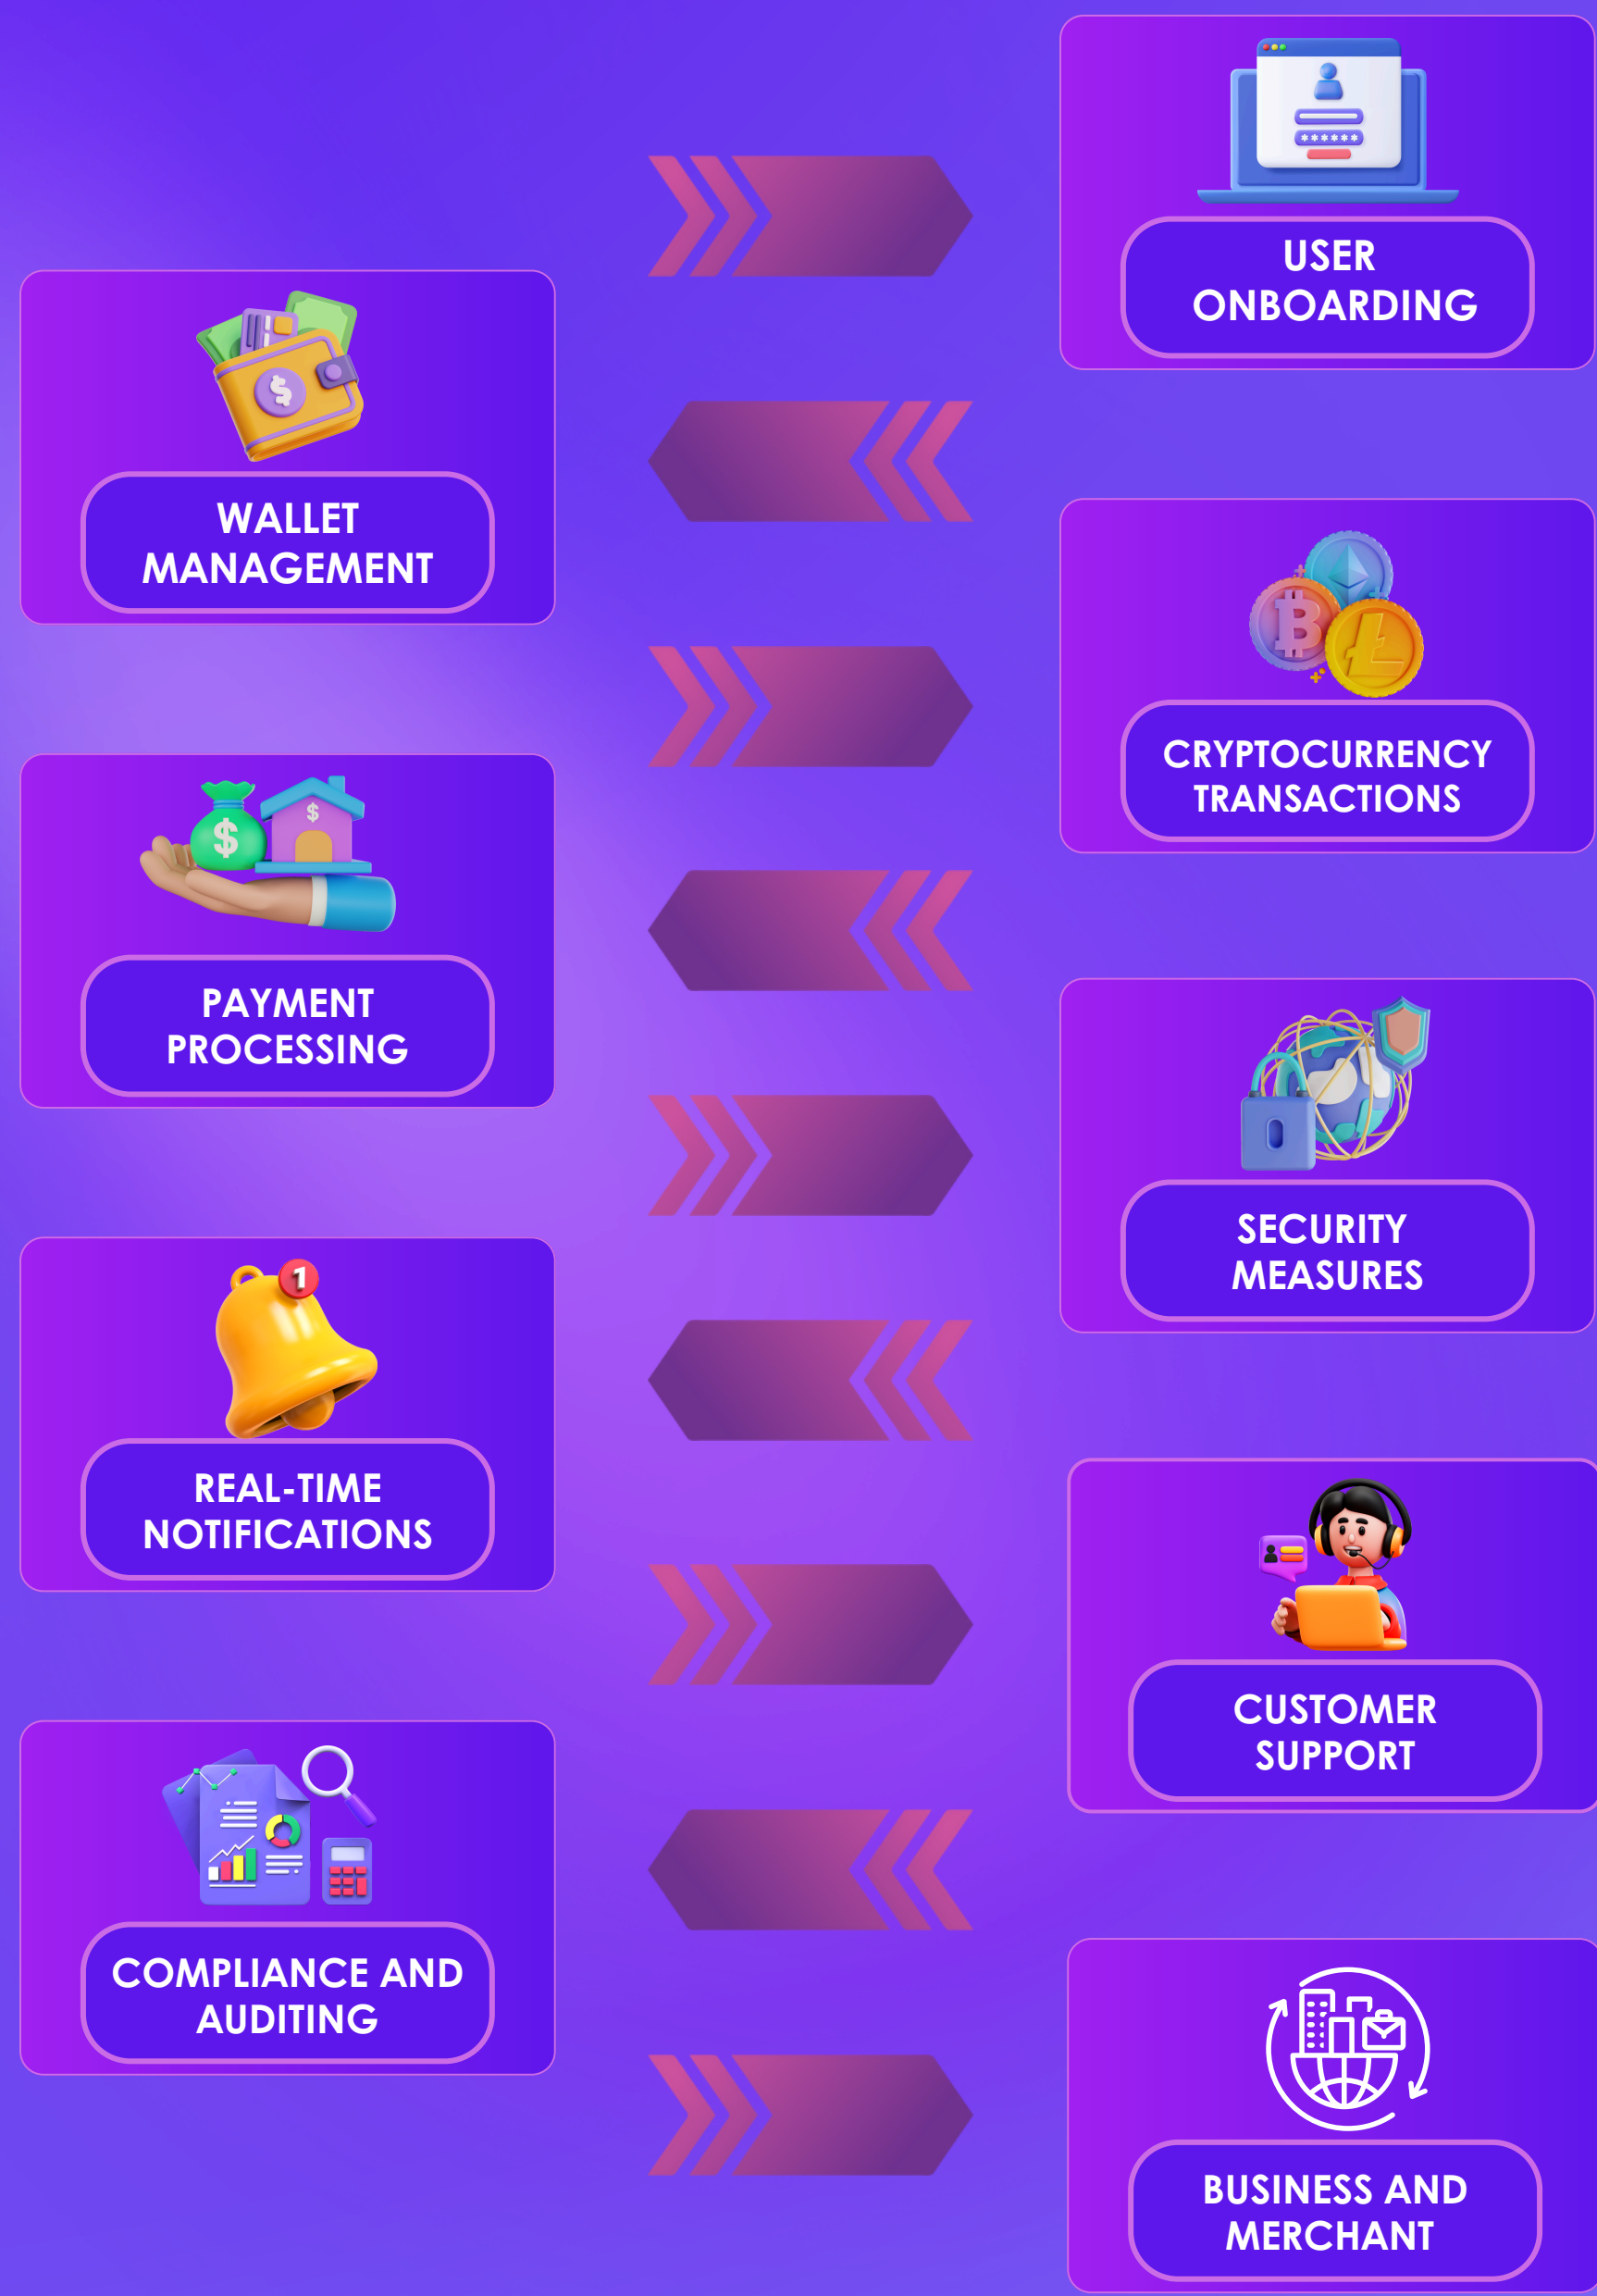 USER
ONBOARDING
WALLET
MANAGEMENT
CRYPTOCURRENCY
TRANSACTIONS
PAYMENT
PROCESSING
SECURITY
MEASURES
1
REAL-TIME
NOTIFICATIONS
CUSTOMER
SUPPORT
COMPLIANCE AND
AUDITING
BUSINESS AND
MERCHANT